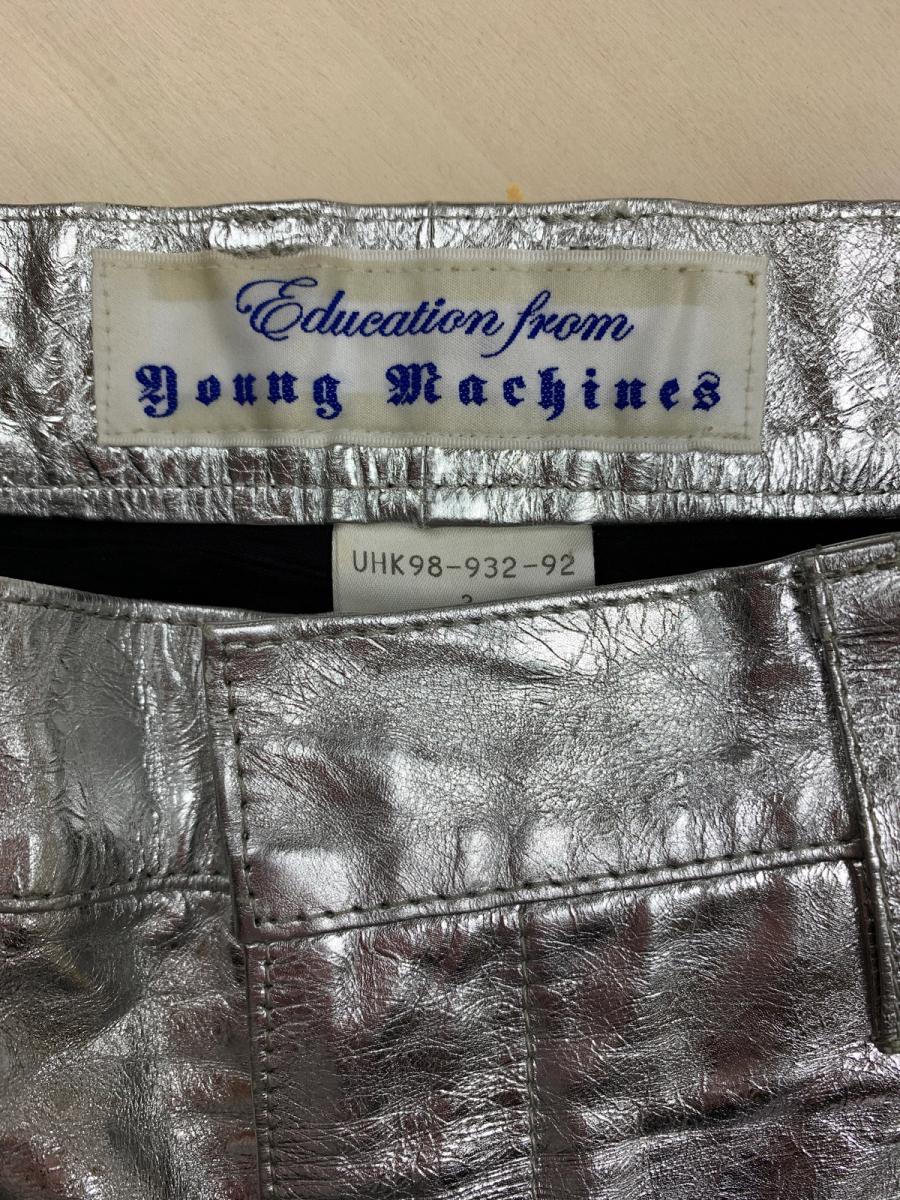 Education from
Young Machines
UHK98-932-92